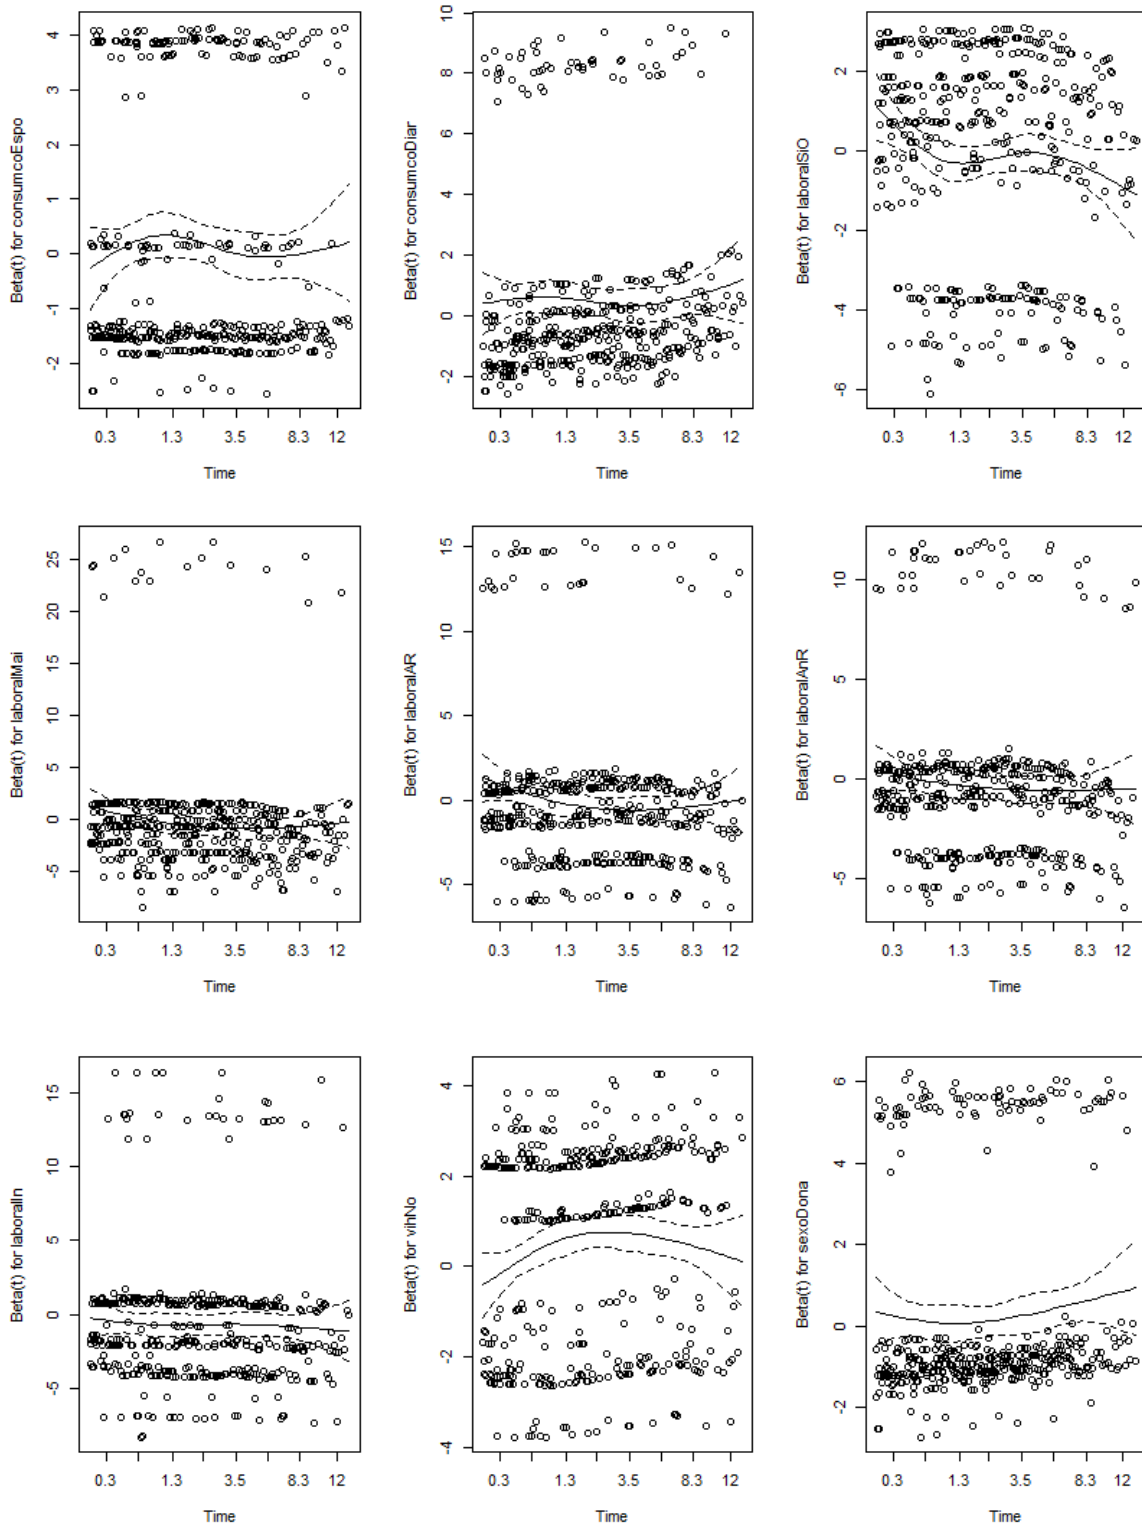 Beta(t) for consumcoEspo
4
3
2
1
0
-1
-2
0.3 1.3 3.5 8.3 12
Time
Beta(t) for consumcoDiar
10
8
6
4
2
0
-2
0.3 1.3 3.5 8.3 12
Time
Beta(t) for laboralSiO
2
0
-2
-4
-6
0.3 1.3 3.5 8.3 12
Time
Beta(t) for laboralMai
25
20
15
10
5
0
-5
0.3 1.3 3.5 8.3 12
Time
Beta(t) for laboralAR
15
10
5
0
-5
0.3 1.3 3.5 8.3 12
Time
Beta(t) for laboralAnR
10
5
0
-5
0.3 1.3 3.5 8.3 12
Time
Beta(t) for laboralIn
15
10
5
0
-5
0.3 1.3 3.5 8.3 12
Time
Beta(t) for vihNo
4
2
0
-2
-4
0.3 1.3 3.5 8.3 12
Time
Beta(t) for sexoDona
6
4
2
0
-2
0.3 1.3 3.5 8.3 12
Time